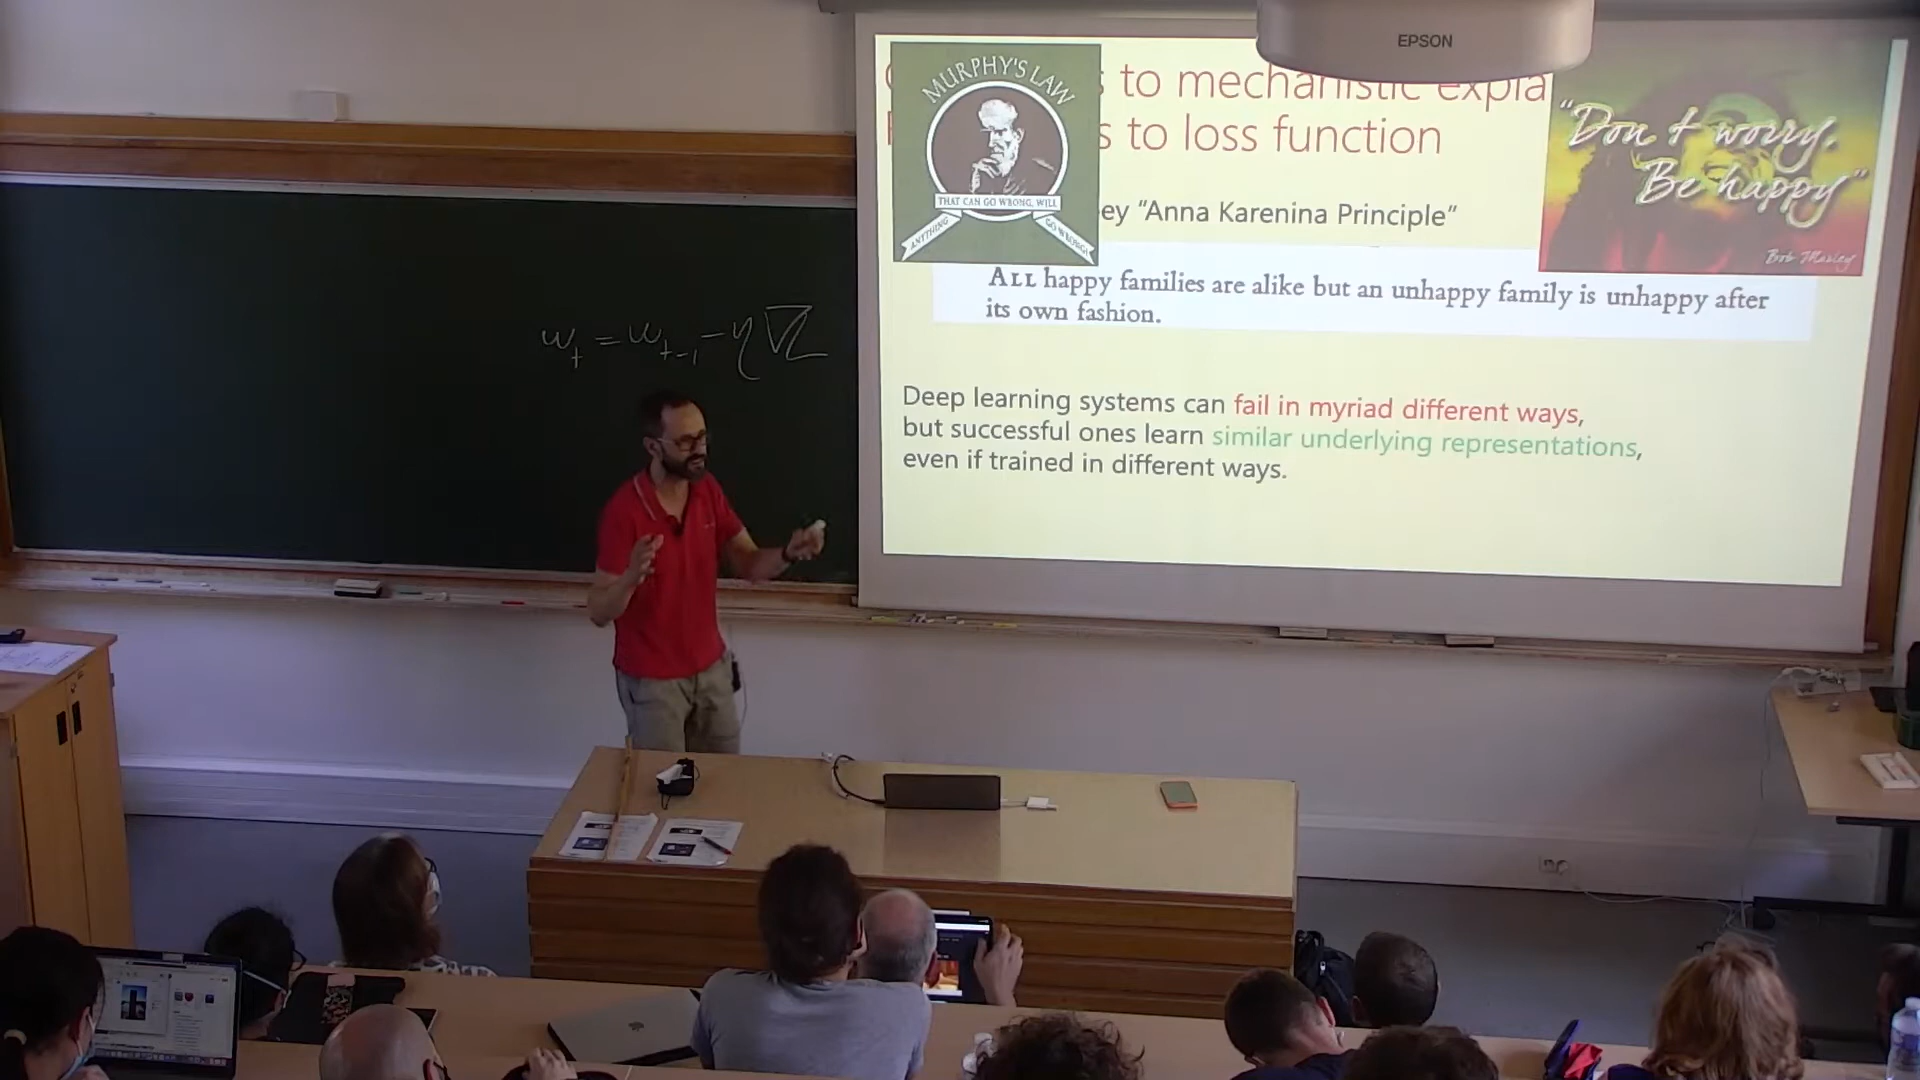 EPSON
MURPHY'S LAW
THAT CAN GO WRONG, WILL
ANYTHING
GO WRONG!
to mechanistic expla
s to loss function
ey “Anna Karenina Principle”
“Don't worry.
Be happy”
Bob Marley
ALL happy families are alike but an unhappy family is unhappy after
its own fashion.
Deep learning systems can fail in myriad different ways,
but successful ones learn similar underlying representations,
even if trained in different ways.
w_t = w_{t-1} - η∇L